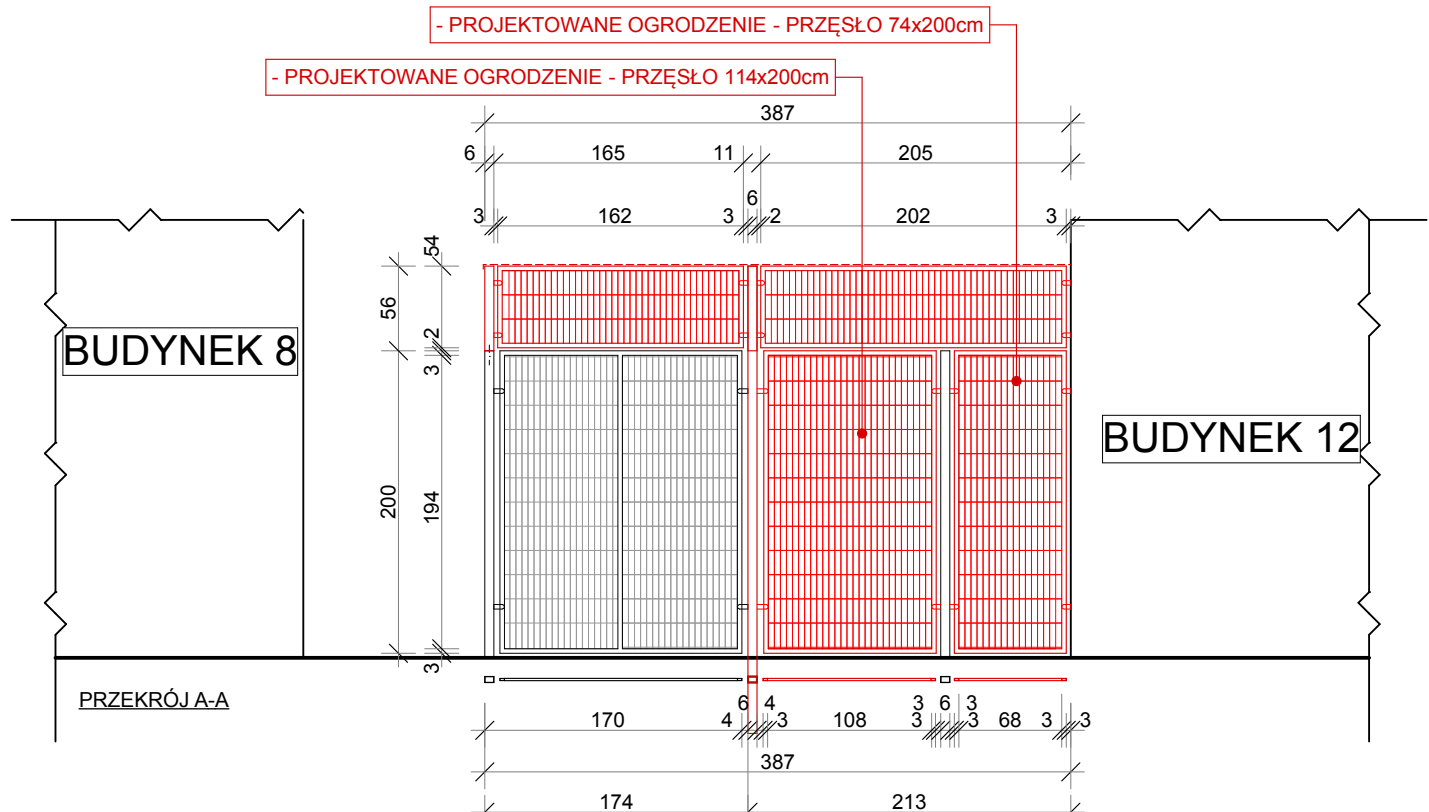 - PROJEKTOWANE OGRODZENIE - PRZĘSŁO 74x200cm
- PROJEKTOWANE OGRODZENIE - PRZĘSŁO 114x200cm
387
6 165 11 205
6
3 162 3 2 202 3
54
56
2
3
BUDYNEK 8
BUDYNEK 12
200
194
3
PRZEKRÓJ A-A
6 4 3 6 3
170 4 3 108 3 3 68 3 3
387
174 213